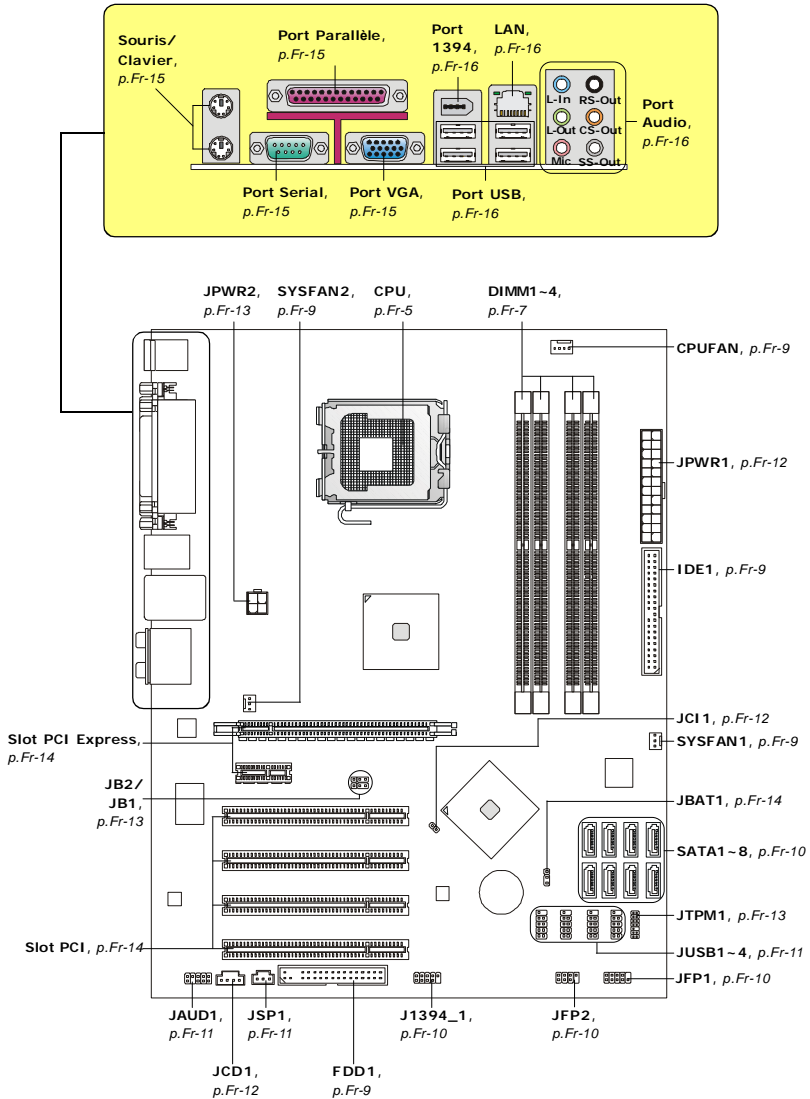 Souris/
Clavier,
p.Fr-15
Port Parallèle,
p.Fr-15
Port
1394,
p.Fr-16
LAN,
p.Fr-16
L-In
RS-Out
L-Out
CS-Out
Mic
SS-Out
Port
Audio,
p.Fr-16
Port Serial,
p.Fr-15
Port VGA,
p.Fr-15
Port USB,
p.Fr-16
JPWR2,
p.Fr-13
SYSFAN2,
p.Fr-9
CPU,
p.Fr-5
DIMM1~4,
p.Fr-7
CPUFAN, p.Fr-9
JPWR1, p.Fr-12
IDE1, p.Fr-9
JCI1, p.Fr-12
SYSFAN1, p.Fr-9
Slot PCI Express,
p.Fr-14
JB2/
JB1,
p.Fr-13
JBAT1, p.Fr-14
SATA1~8, p.Fr-10
JTPM1, p.Fr-13
Slot PCI, p.Fr-14
JUSB1~4, p.Fr-11
JFP1, p.Fr-10
JAUD1,
p.Fr-11
JSP1,
p.Fr-11
J1394_1,
p.Fr-10
JFP2,
p.Fr-10
JCD1,
p.Fr-12
FDD1,
p.Fr-9